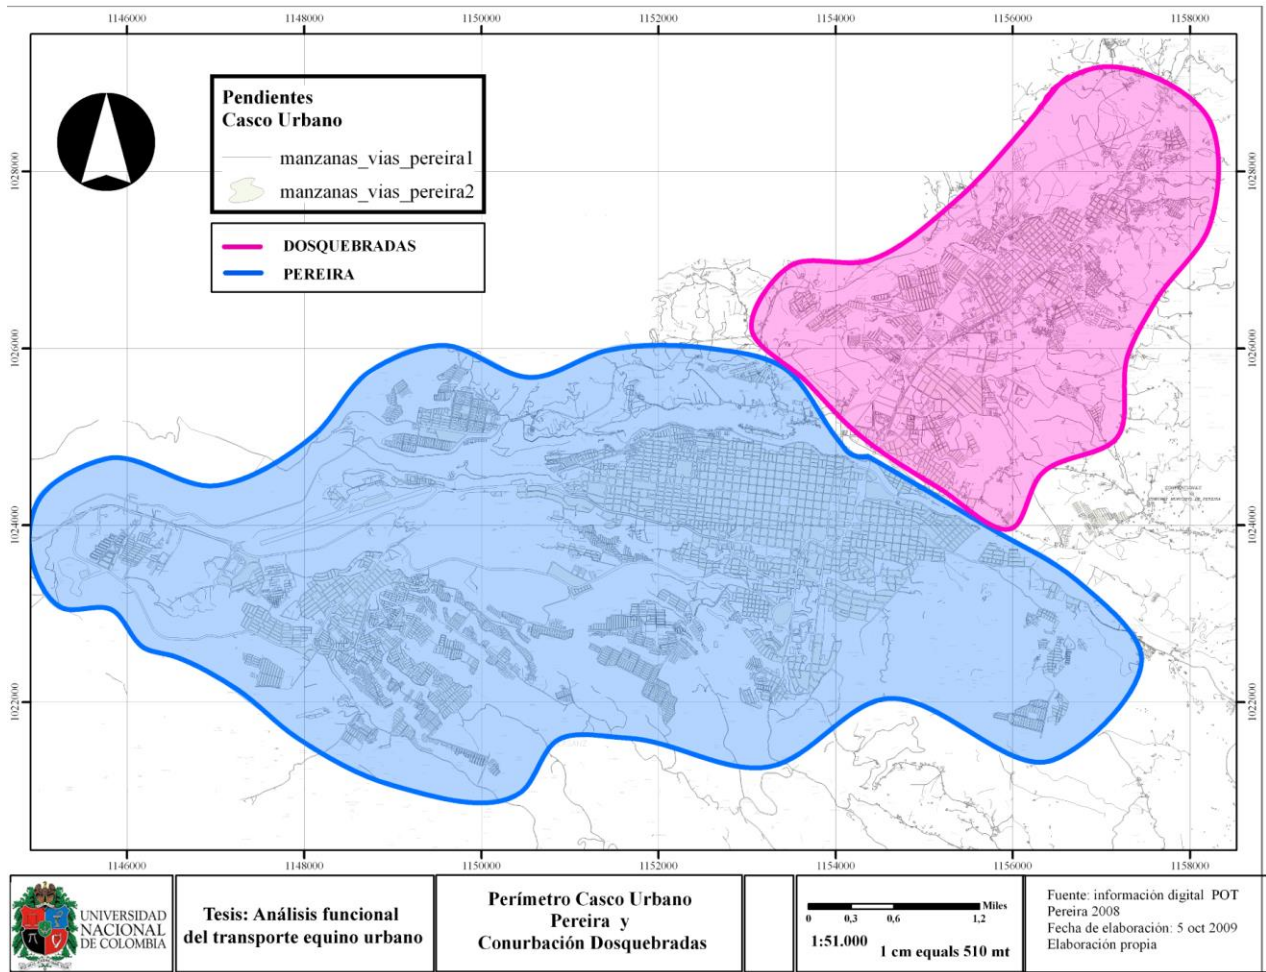 1146000 1148000 1150000 1152000 1154000 1156000 1158000
Pendientes
Casco Urbano
manzanas_vias_pereira1
manzanas_vias_pereira2
DOSQUEBRADAS
PEREIRA
1028000 1028000
1026000 1026000
1024000 1024000
1022000 1022000
1146000 1148000 1150000 1152000 1154000 1156000 1158000
UNIVERSIDAD
NACIONAL
DE COLOMBIA
Tesis: Análisis funcional
del transporte equino urbano
Perímetro Casco Urbano
Pereira y
Conurbación Dosquebradas
Miles
0 0,3 0,6 1,2
1:51.000 1 cm equals 510 mt
Fuente: información digital POT
Pereira 2008
Fecha de elaboración: 5 oct 2009
Elaboración propia